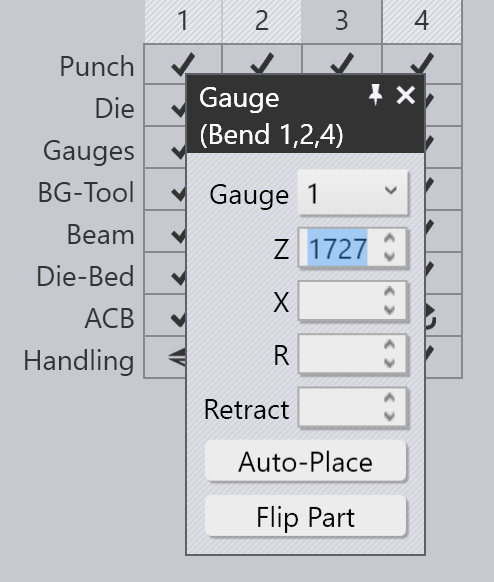 1 2 3 4
Punch
Die
Gauges
BG-Tool
Beam
Die-Bed
ACB
Handling
Gauge
(Bend 1,2,4)
Gauge 1
Z 1727
X
R
Retract
Auto-Place
Flip Part